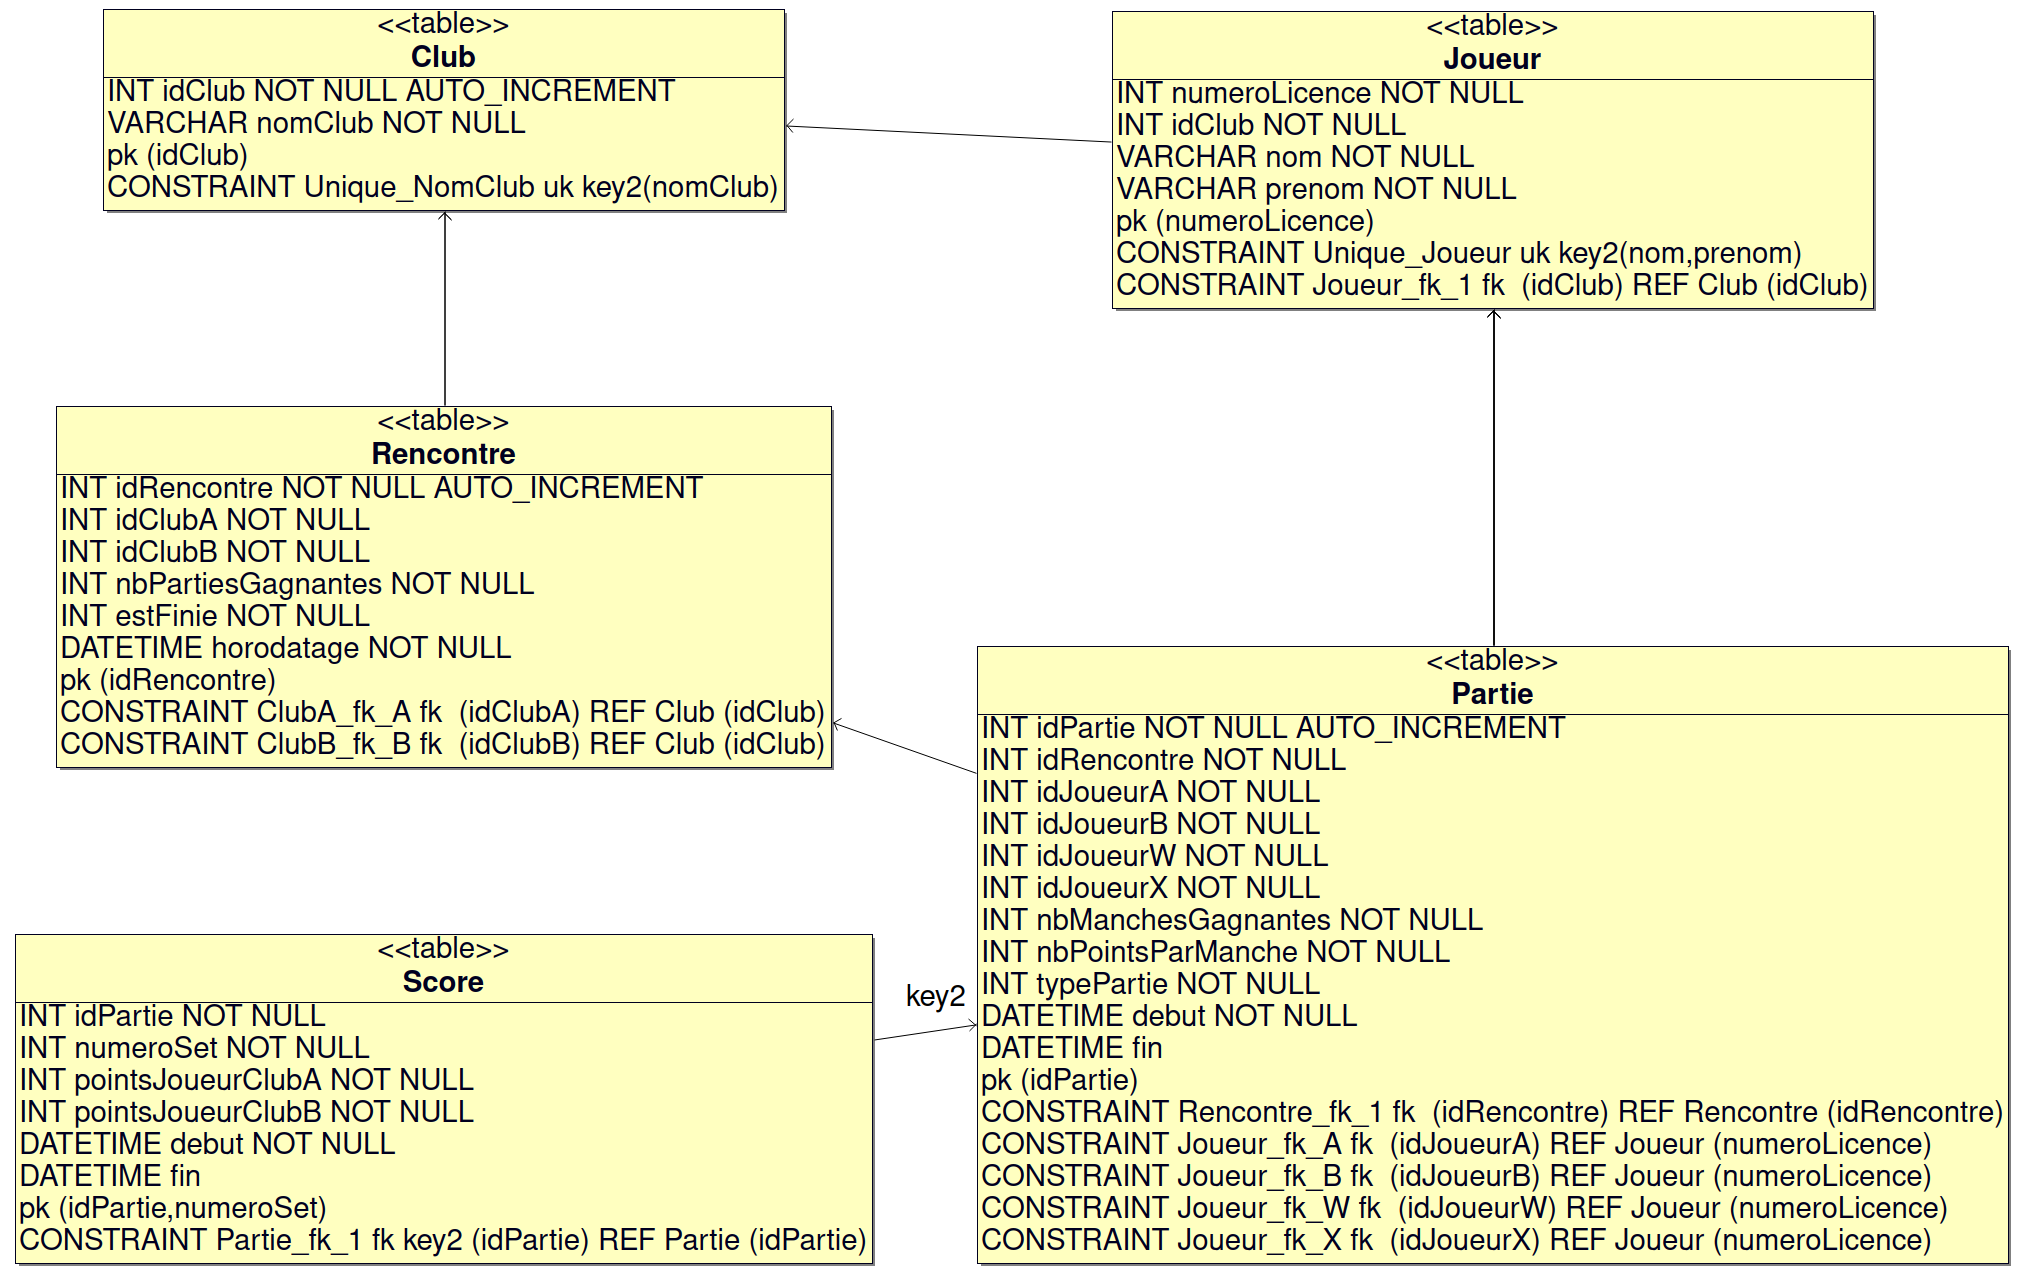 <<table>>
Club
INT idClub NOT NULL AUTO_INCREMENT
VARCHAR nomClub NOT NULL
pk (idClub)
CONSTRAINT Unique_NomClub uk key2(nomClub)
<<table>>
Joueur
INT numeroLicence NOT NULL
INT idClub NOT NULL
VARCHAR nom NOT NULL
VARCHAR prenom NOT NULL
pk (numeroLicence)
CONSTRAINT Unique_Joueur uk key2(nom,prenom)
CONSTRAINT Joueur_fk_1 fk  (idClub) REF Club (idClub)
<<table>>
Rencontre
INT idRencontre NOT NULL AUTO_INCREMENT
INT idClubA NOT NULL
INT idClubB NOT NULL
INT nbPartiesGagnantes NOT NULL
INT estFinie NOT NULL
DATETIME horodatage NOT NULL
pk (idRencontre)
CONSTRAINT ClubA_fk_A fk  (idClubA) REF Club (idClub)
CONSTRAINT ClubB_fk_B fk  (idClubB) REF Club (idClub)
<<table>>
Partie
INT idPartie NOT NULL AUTO_INCREMENT
INT idRencontre NOT NULL
INT idJoueurA NOT NULL
INT idJoueurB NOT NULL
INT idJoueurW NOT NULL
INT idJoueurX NOT NULL
INT nbManchesGagnantes NOT NULL
INT nbPointsParManche NOT NULL
INT typePartie NOT NULL
DATETIME debut NOT NULL
DATETIME fin
pk (idPartie)
CONSTRAINT Rencontre_fk_1 fk  (idRencontre) REF Rencontre (idRencontre)
CONSTRAINT Joueur_fk_A fk  (idJoueurA) REF Joueur (numeroLicence)
CONSTRAINT Joueur_fk_B fk  (idJoueurB) REF Joueur (numeroLicence)
CONSTRAINT Joueur_fk_W fk  (idJoueurW) REF Joueur (numeroLicence)
CONSTRAINT Joueur_fk_X fk  (idJoueurX) REF Joueur (numeroLicence)
<<table>>
Score
INT idPartie NOT NULL
INT numeroSet NOT NULL
INT pointsJoueurClubA NOT NULL
INT pointsJoueurClubB NOT NULL
DATETIME debut NOT NULL
DATETIME fin
pk (idPartie,numeroSet)
CONSTRAINT Partie_fk_1 fk key2 (idPartie) REF Partie (idPartie)
key2